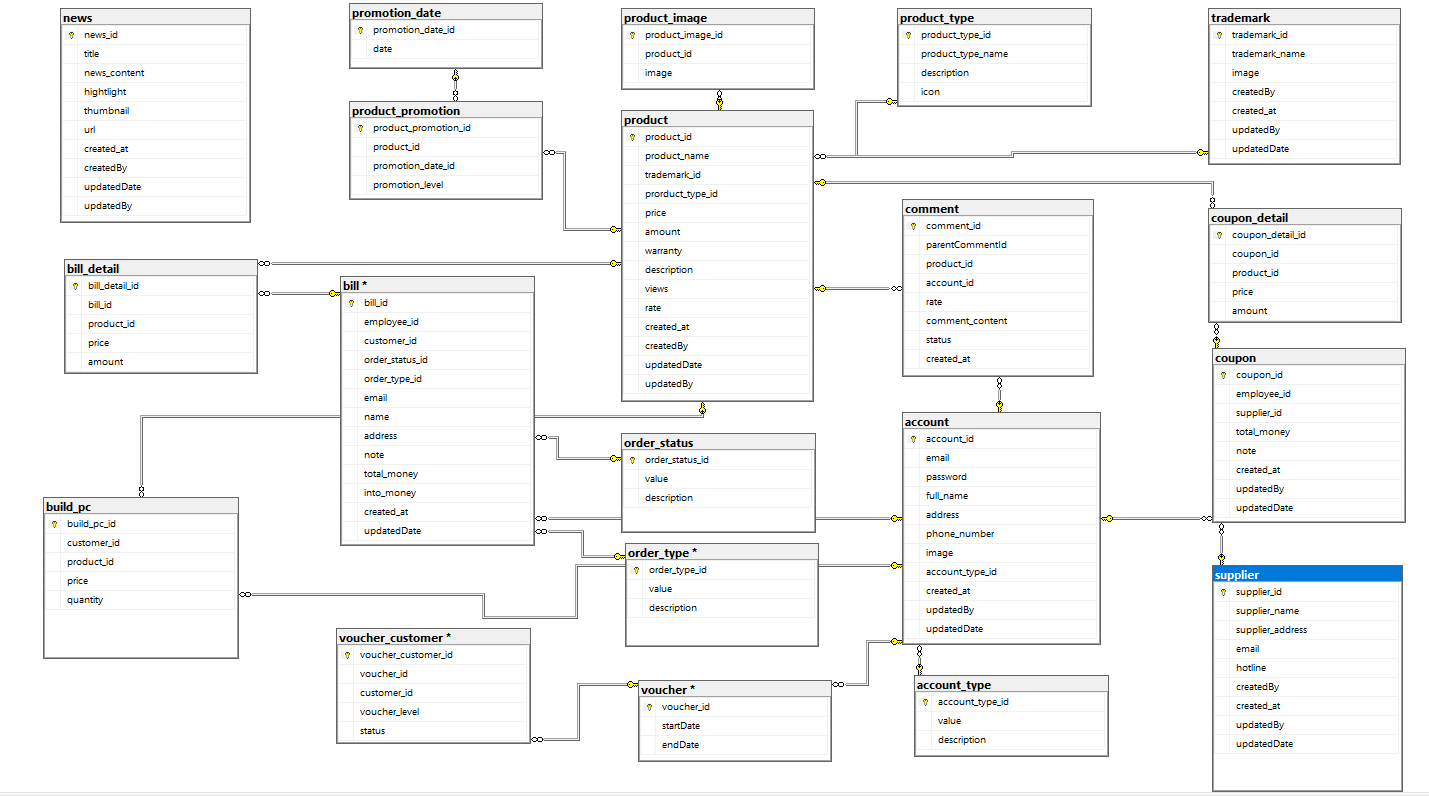 news
news_id
title
news_content
hightlight
thumbnail
url
created_at
createdBy
updatedDate
updatedBy
promotion_date
promotion_date_id
date
product_promotion
product_promotion_id
product_id
promotion_date_id
promotion_level
product_image
product_image_id
product_id
image
product_type
product_type_id
product_type_name
description
icon
trademark
trademark_id
trademark_name
image
createdBy
created_at
updatedBy
updatedDate
product
product_id
product_name
trademark_id
prorduct_type_id
price
amount
warranty
description
views
rate
created_at
createdBy
updatedDate
updatedBy
comment
comment_id
parentCommentId
product_id
account_id
rate
comment_content
status
created_at
coupon_detail
coupon_detail_id
coupon_id
product_id
price
amount
bill_detail
bill_detail_id
bill_id
product_id
price
amount
bill *
bill_id
employee_id
customer_id
order_status_id
order_type_id
email
name
address
note
total_money
into_money
created_at
updatedDate
coupon
coupon_id
employee_id
supplier_id
total_money
note
created_at
updatedBy
updatedDate
account
account_id
email
password
full_name
address
phone_number
image
account_type_id
created_at
updatedBy
updatedDate
order_status
order_status_id
value
description
build_pc
build_pc_id
customer_id
product_id
price
quantity
order_type *
order_type_id
value
description
supplier
supplier_id
supplier_name
supplier_address
email
hotline
createdBy
created_at
updatedBy
updatedDate
voucher_customer *
voucher_customer_id
voucher_id
customer_id
voucher_level
status
voucher *
voucher_id
startDate
endDate
account_type
account_type_id
value
description